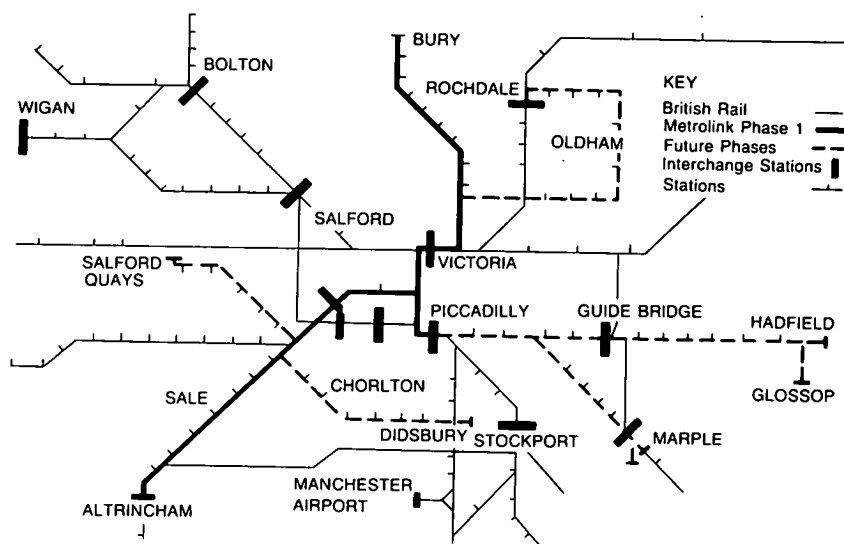 BURY
BOLTON
ROCHDALE
KEY
WIGAN
British Rail
Metrolink Phase 1
Future Phases
Interchange Stations
Stations
OLDHAM
SALFORD
VICTORIA
SALFORD
QUAYS
PICCADILLY
GUIDE BRIDGE
HADFIELD
SALE
CHORLTON
GLOSSOP
DIDSBURY
STOCKPORT
MARPLE
MANCHESTER
AIRPORT
ALTRINCHAM